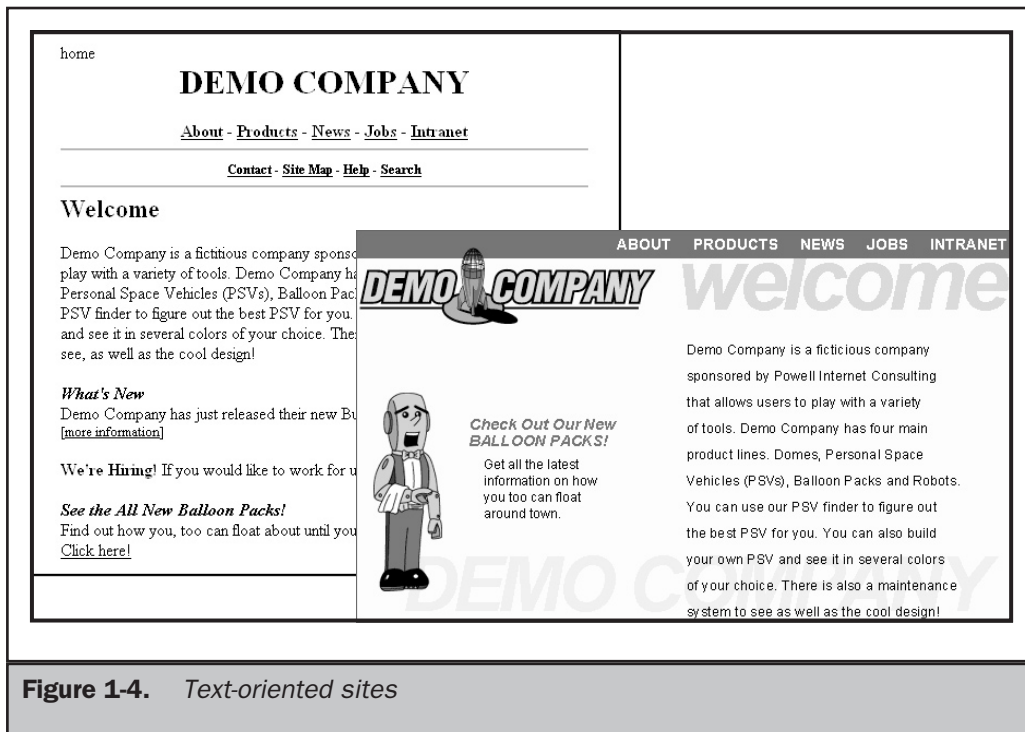 home
DEMO COMPANY
About - Products - News - Jobs - Intranet
Contact - Site Map - Help - Search
Welcome
Demo Company is a fictitious company
play with a variety of tools. Demo Company
Personal Space Vehicles (PSVs), Balloon
PSV finder to figure out the best PSV for you.
and see it in several colors of your choice.
see, as well as the cool design!
What's New
Demo Company has just released their new
[more information]
We're Hiring! If you would like to work for
See the All New Balloon Packs!
Find out how you, too can float about until you
Click here!
ABOUT PRODUCTS NEWS JOBS INTRANET
DEMO COMPANY
welcome
Check Out Our New
BALLOON PACKS!
Get all the latest
information on how
you too can float
around town.
Demo Company is a ficticious company
sponsored by Powell Internet Consulting
that allows users to play with a variety
of tools. Demo Company has four main
product lines. Domes, Personal Space
Vehicles (PSVs), Balloon Packs and Robots.
You can use our PSV finder to figure out
the best PSV for you. You can also build
your own PSV and see it in several colors
of your choice. There is also a maintenance
system to see as well as the cool design!
DEMO COMPANY
Figure 1-4. Text-oriented sites